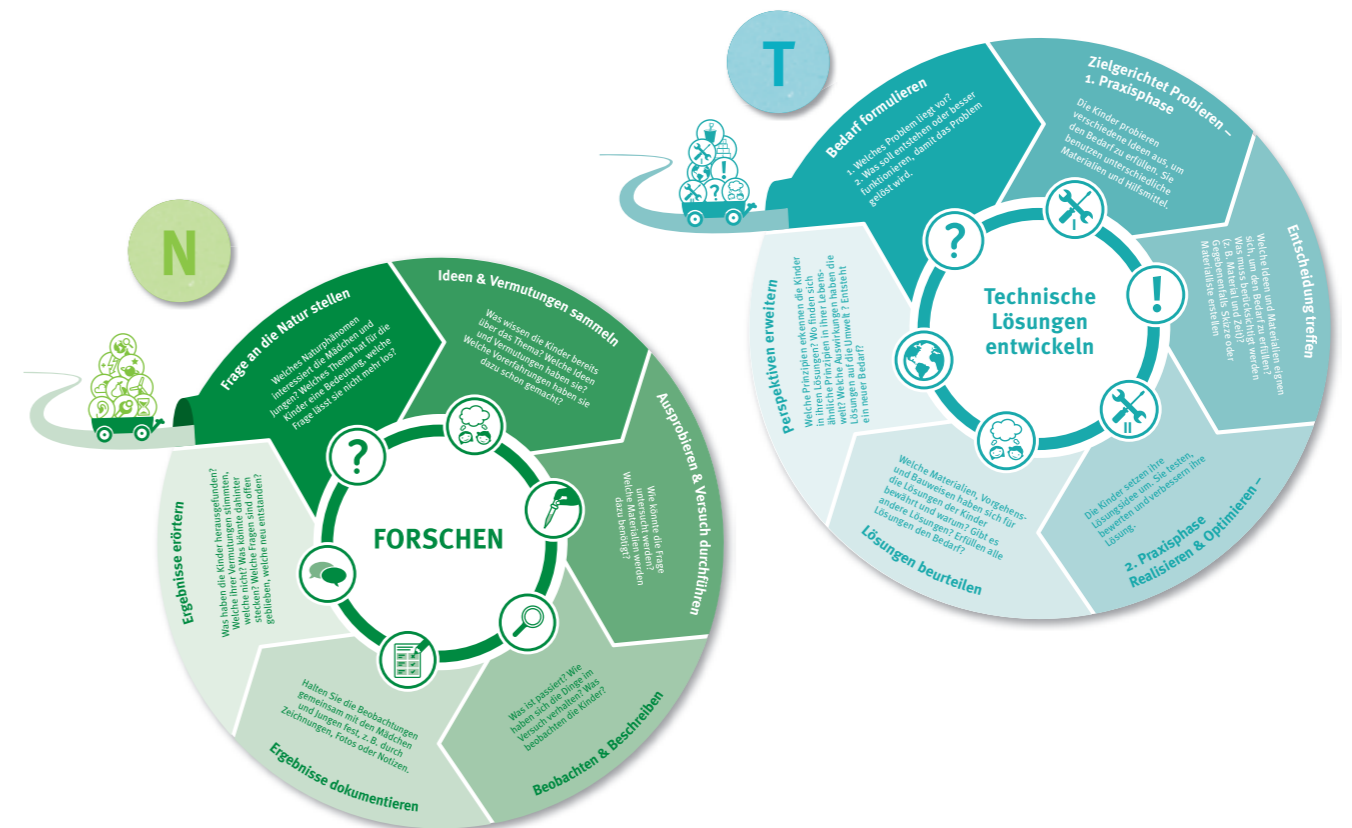 N
FORSCHEN
Frage an die Natur stellen
Welches Naturphänomen
interessiert die Mädchen und
Jungen? Welches Thema hat für die
Kinder eine Bedeutung, welche
Frage lässt sie nicht mehr los?
?
Ideen & Vermutungen sammeln
Was wissen die Kinder bereits
über das Thema? Welche Ideen
und Vermutungen haben sie?
Welche Vorerfahrungen haben sie
dazu schon gemacht?
Ausprobieren & Versuch durchführen
Wie könnte die Frage
untersucht werden?
Welche Materialien werden
dazu benötigt?
Beobachten & Beschreiben
Was ist passiert? Wie
haben sich die Dinge im
Versuch verhalten? Was
beobachten die Kinder?
Ergebnisse dokumentieren
Halten Sie die Beobachtungen
gemeinsam mit den Mädchen
und Jungen fest, z. B. durch
Zeichnungen, Fotos oder Notizen.
Ergebnisse erörtern
Was haben die Kinder herausgefunden?
Welche ihrer Vermutungen stimmten,
welche nicht? Was könnte dahinter
stecken? Welche Fragen sind offen
geblieben, welche neu entstanden?
T
Technische
Lösungen
entwickeln
Bedarf formulieren
1. Welches Problem liegt vor?
2. Was soll entstehen oder besser
funktionieren, damit das Problem
gelöst wird.
! ? ?
Zielgerichtet Probieren –
1. Praxisphase
Die Kinder probieren
verschiedene Ideen aus, um
den Bedarf zu erfüllen. Sie
benutzen unterschiedliche
Materialien und Hilfsmittel.
I
Entscheidung treffen
Welche Ideen und Materialien eignen
sich, um den Bedarf zu erfüllen?
Was muss berücksichtigt werden
(z. B. Material und Zeit)?
Gegebenenfalls Skizze oder
Materialliste erstellen
!
2. Praxisphase
Realisieren & Optimieren –
Die Kinder setzen ihre
Lösungsidee um. Sie testen,
bewerten und verbessern ihre
Lösung.
II
Lösungen beurteilen
Welche Materialien, Vorgehens-
und Bauweisen haben sich für
die Lösungen der Kinder
bewährt und warum? Gibt es
andere Lösungen? Erfüllen alle
Lösungen den Bedarf?
Perspektiven erweitern
Welche Prinzipien erkennen die Kinder
in ihren Lösungen? Wo finden sich
ähnliche Prinzipien in ihrer Lebens-
welt? Welche Auswirkungen haben die
Lösungen auf die Umwelt ? Entsteht
ein neuer Bedarf?